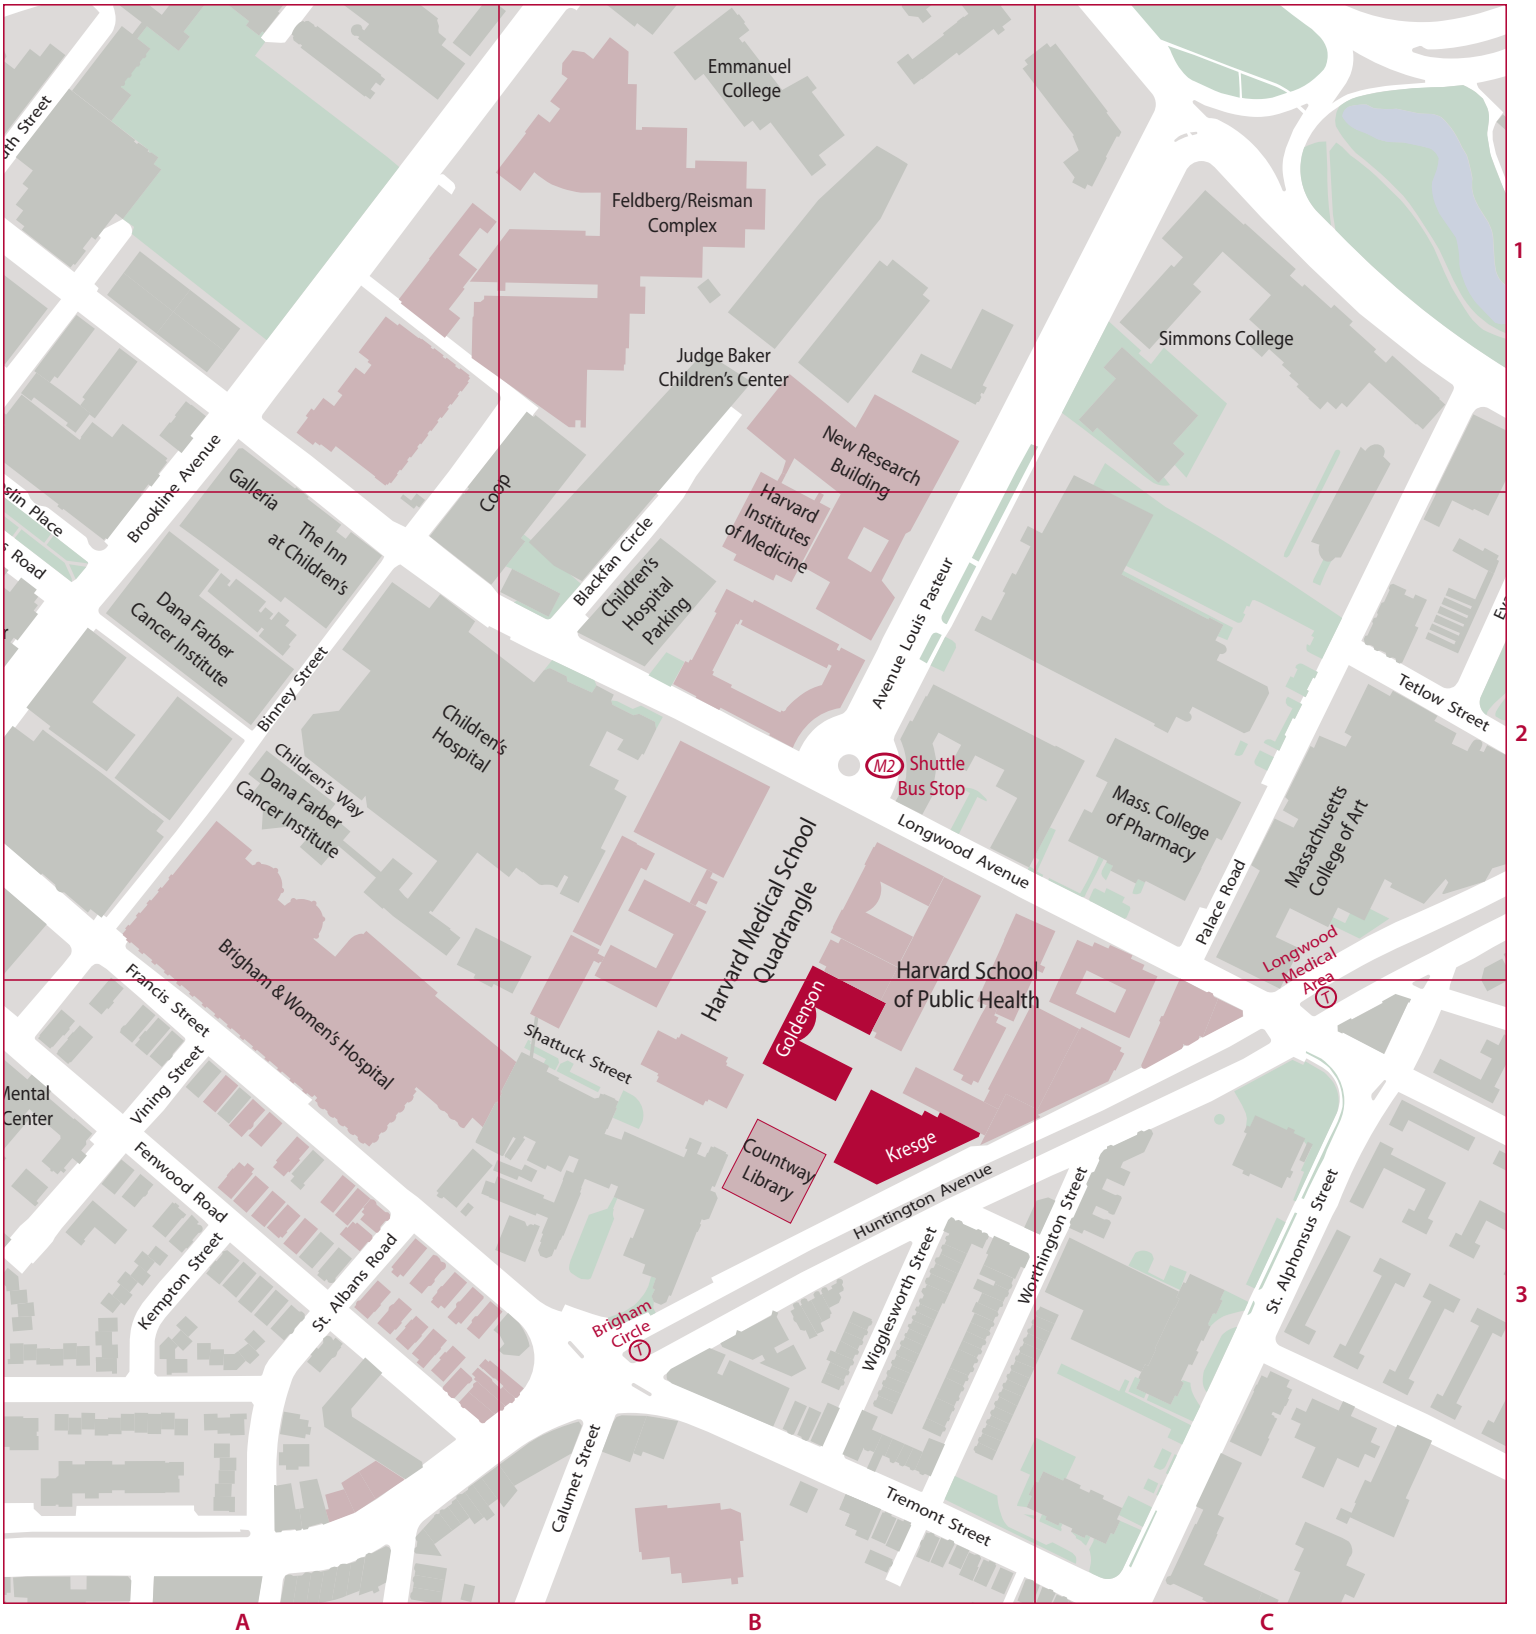 Emmanuel
College
Feldberg/Reisman
Complex
1
Simmons College
Judge Baker
Children's Center
New Research
Building
Brookline Avenue
Galleria
Coop
The Inn
at Children's
Harvard
Institutes
of Medicine
Blackfan Circle
Children's
Hospital
Parking
Avenue Louis Pasteur
Dana Farber
Cancer Institute
Binney Street
Tetlow Street
Children's
Hospital
2
Children's Way
Dana Farber
Cancer Institute
M2
Shuttle
Bus Stop
Mass. College
of Pharmacy
Massachusetts
College of Art
Longwood Avenue
Palace Road
Harvard Medical School
Quadrangle
Longwood
Medical
Area
T
Harvard School
of Public Health
Brigham & Women's Hospital
Francis Street
Goldenson
Shattuck Street
Vining Street
Center
Kresge
Countway
Library
Fenwood Road
Huntington Avenue
Worthington Street
St. Alphonsus Street
Kempton Street
St. Albans Road
Wigglesworth Street
3
Brigham
Circle
T
Calumet Street
Tremont Street
A
B
C